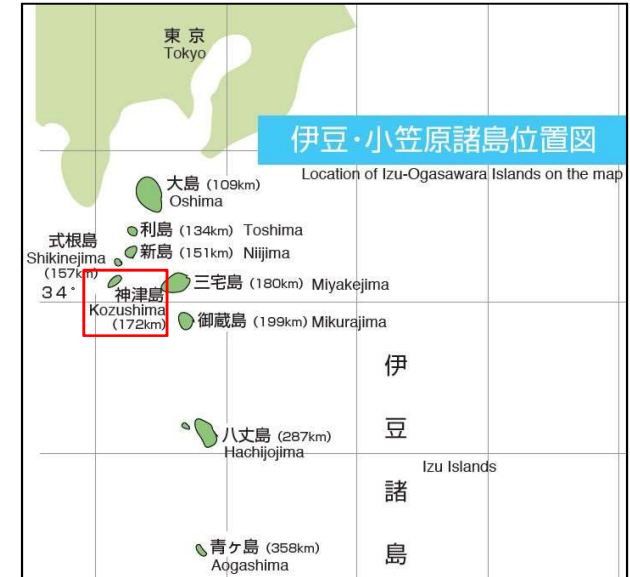 東京
Tokyo
伊豆・小笠原諸島位置図
Location of Izu-Ogasawara Islands on the map
大島 (109km)
Oshima
利島 (134km) Toshima
式根島
Shikinejima
(157km)
新島 (151km) Niijima
34°
神津島
Kozushima
(172km)
三宅島 (180km) Miyakejima
御蔵島 (199km) Mikurajima
八丈島 (287km)
Hachijojima
青ヶ島 (358km)
Aogashima
伊豆諸島
Izu Islands